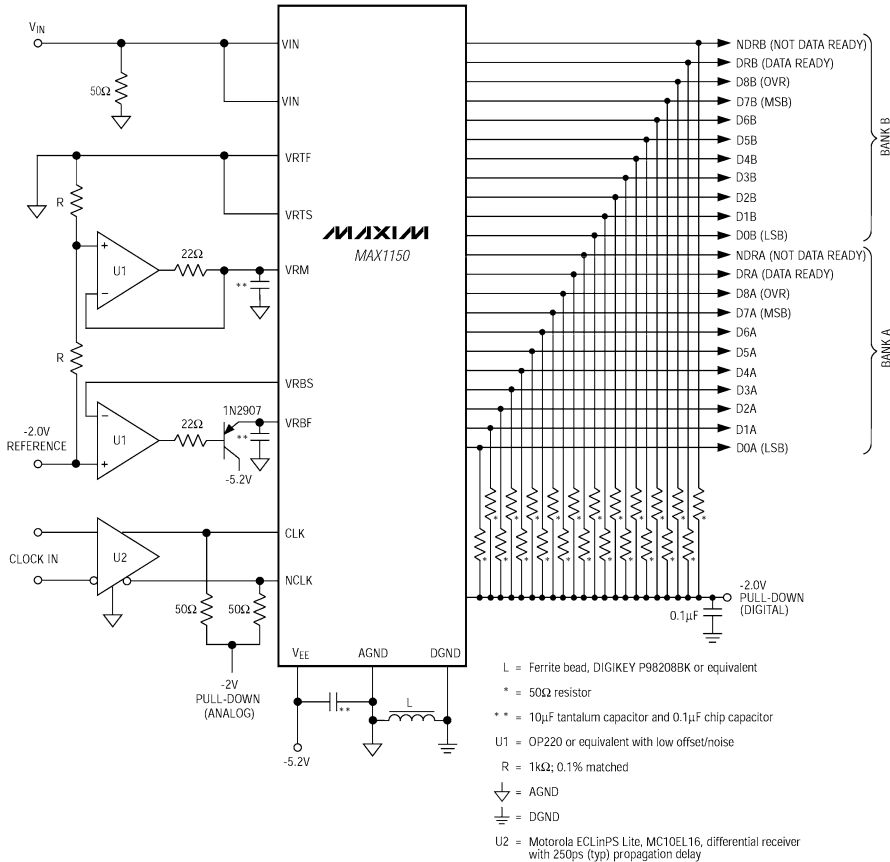 VIN
50Ω
VIN
VIN
VRTF
VRTS
R
+
−
U1
22Ω
**
VRM
R
VRBS
−
+
U1
22Ω
1N2907
**
VRBF
-5.2V
-2.0V
REFERENCE
CLOCK IN
U2
CLK
NCLK
50Ω
50Ω
-2V
PULL-DOWN
(ANALOG)
MAXIM
MAX1150
VEE
AGND
DGND
**
L
-5.2V
NDRB (NOT DATA READY)
DRB (DATA READY)
D8B (OVR)
D7B (MSB)
D6B
D5B
D4B
D3B
D2B
D1B
D0B (LSB)
BANK B
NDRA (NOT DATA READY)
DRA (DATA READY)
D8A (OVR)
D7A (MSB)
D6A
D5A
D4A
D3A
D2A
D1A
D0A (LSB)
BANK A
* * * * * * * * * * *
* * * * * * * * * * *
-2.0V
PULL-DOWN
(DIGITAL)
0.1µF
L = Ferrite bead, DIGIKEY P98208BK or equivalent
* = 50Ω resistor
* * = 10µF tantalum capacitor and 0.1µF chip capacitor
U1 = OP220 or equivalent with low offset/noise
R = 1kΩ; 0.1% matched
= AGND
= DGND
U2 = Motorola ECLinPS Lite, MC10EL16, differential receiver
with 250ps (typ) propagation delay